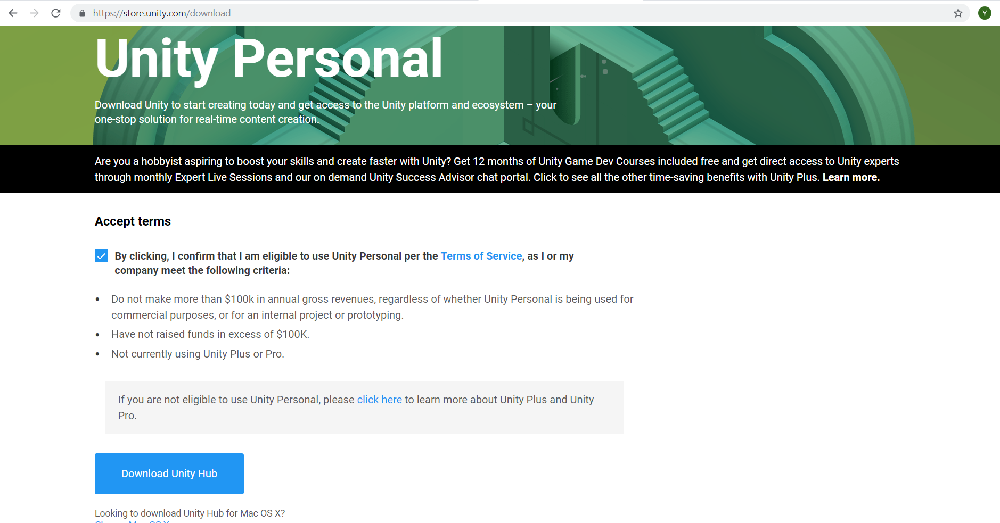 https://store.unity.com/download
Y
Unity Personal
Download Unity to start creating today and get access to the Unity platform and ecosystem – your
one-stop solution for real-time content creation.
Are you a hobbyist aspiring to boost your skills and create faster with Unity? Get 12 months of Unity Game Dev Courses included free and get direct access to Unity experts
through monthly Expert Live Sessions and our on demand Unity Success Advisor chat portal. Click to see all the other time-saving benefits with Unity Plus. Learn more.
Accept terms
By clicking, I confirm that I am eligible to use Unity Personal per the Terms of Service, as I or my
company meet the following criteria:
• Do not make more than $100k in annual gross revenues, regardless of whether Unity Personal is being used for
commercial purposes, or for an internal project or prototyping.
• Have not raised funds in excess of $100K.
• Not currently using Unity Plus or Pro.
If you are not eligible to use Unity Personal, please click here to learn more about Unity Plus and Unity
Pro.
Download Unity Hub
Looking to download Unity Hub for Mac OS X?
Mac OS X